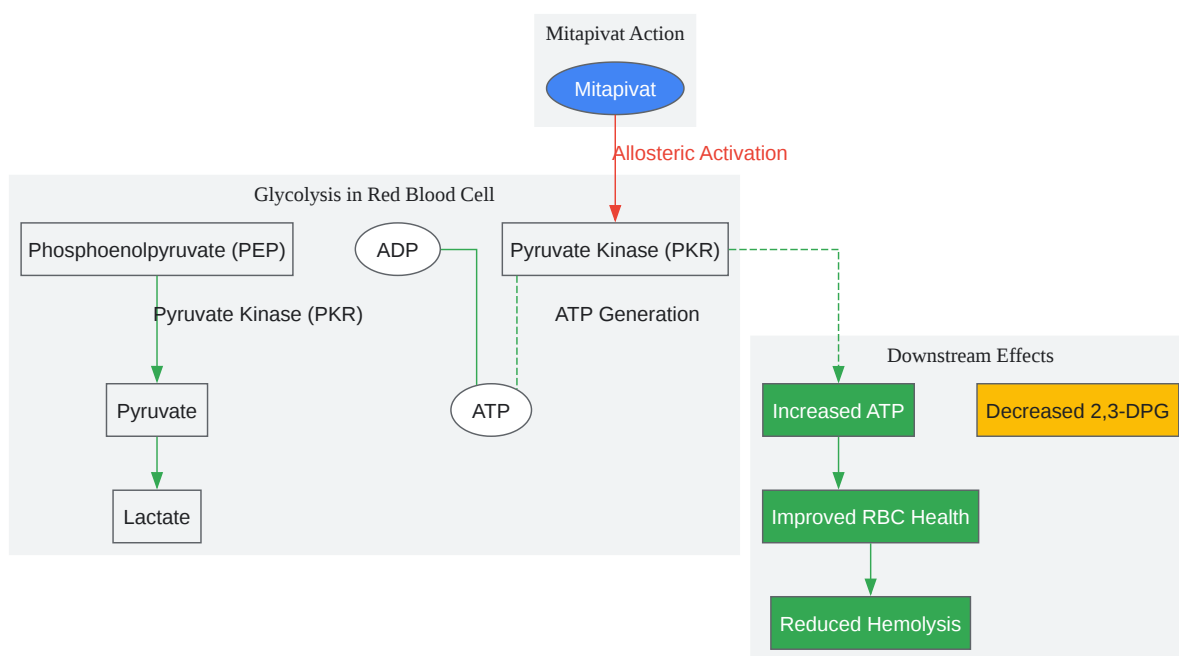 Mitapivat Action
Mitapivat
Allosteric Activation
Glycolysis in Red Blood Cell
Phosphoenolpyruvate (PEP)
ADP
Pyruvate Kinase (PKR)
Pyruvate Kinase (PKR)
ATP Generation
Downstream Effects
Pyruvate
ATP
Increased ATP
Decreased 2,3-DPG
Lactate
Improved RBC Health
Reduced Hemolysis